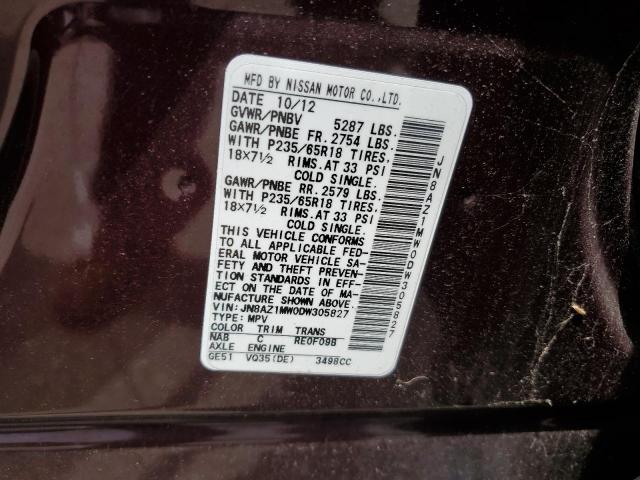 MFD BY NISSAN MOTOR CO.,LTD.
DATE 10/12
GVWR/PNBV 5287 LBS.
GAWR/PNBE FR. 2754 LBS.
WITH P235/65R18 TIRES,
18×7½ RIMS.AT 33 PSI
COLD SINGLE.
GAWR/PNBE RR. 2579 LBS.
WITH P235/65R18 TIRES,
18×7½ RIMS.AT 33 PSI
COLD SINGLE.
THIS VEHICLE CONFORMS
TO ALL APPLICABLE FED-
ERAL MOTOR VEHICLE SA-
FETY AND THEFT PREVEN-
TION STANDARDS IN EFF-
ECT ON THE DATE OF MA-
NUFACTURE SHOWN ABOVE.
VIN: JN8AZ1MW0DW305827
TYPE: MPV
COLOR TRIM TRANS
NAB C RE0F09B
AXLE ENGINE
GE51 VQ35(DE) 3498CC
JN8AZ1MW0DW305827